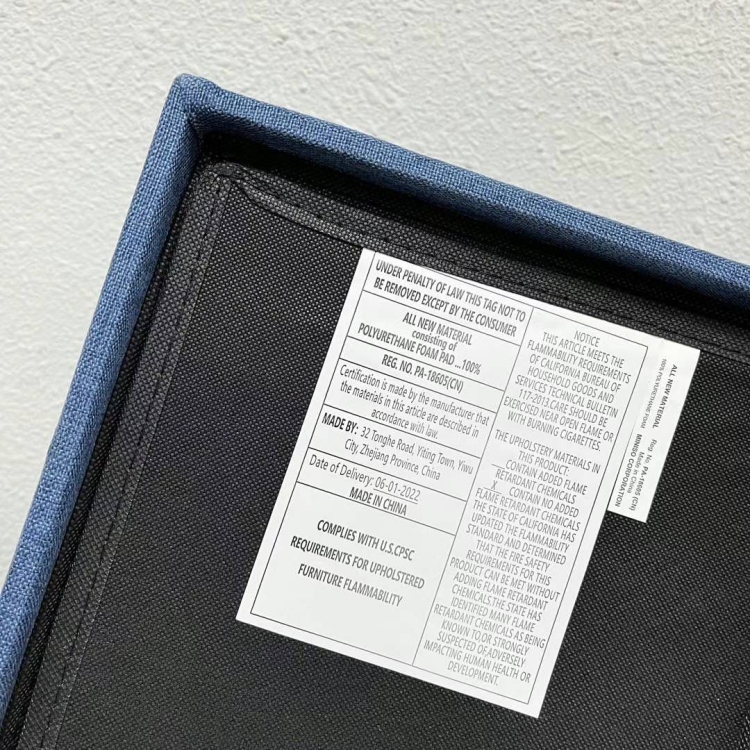 UNDER PENALTY OF LAW THIS TAG NOT TO
BE REMOVED EXCEPT BY THE CONSUMER
ALL NEW MATERIAL
consisting of
POLYURETHANE FOAM PAD ...100%
REG. NO. PA-18605(CN)
Certification is made by the manufacturer that
the materials in this article are described in
accordance with law.
MADE BY: 32 Tonghe Road, Yiting Town, Yiwu
City, Zhejiang Province, China
Date of Delivery: 06-01-2022
MADE IN CHINA
COMPLIES WITH U.S.CPSC
REQUIREMENTS FOR UPHOLSTERED
FURNITURE FLAMMABILITY
NOTICE
THIS ARTICLE MEETS THE
FLAMMABILITY REQUIREMENTS
OF CALIFORNIA BUREAU OF
HOUSEHOLD GOODS AND
SERVICES TECHNICAL BULLETIN
117-2013.CARE SHOULD BE
EXERCISED NEAR OPEN FLAME OR
WITH BURNING CIGARETTES.
THE UPHOLSTERY MATERIALS IN
THIS PRODUCT:
__CONTAIN ADDED FLAME
RETARDANT CHEMICALS
_X_ CONTAIN NO ADDED
FLAME RETARDANT CHEMICALS
THE STATE OF CALIFORNIA HAS
UPDATED THE FLAMMABILITY
STANDARD AND DETERMINED
THAT THE FIRE SAFETY
REQUIREMENTS FOR THIS
PRODUCT CAN BE MET WITHOUT
ADDING FLAME RETARDANT
CHEMICALS.THE STATE HAS
IDENTIFIED MANY FLAME
RETARDANT CHEMICALS AS BEING
KNOWN TO,OR STRONGLY
SUSPECTED OF,ADVERSELY
IMPACTING HUMAN HEALTH OR
DEVELOPMENT.
ALL NEW MATERIAL
100% POLYURETHANE FOAM
Reg. No. PA-18605 (CN)
Made in China
MINGO CORPORATION